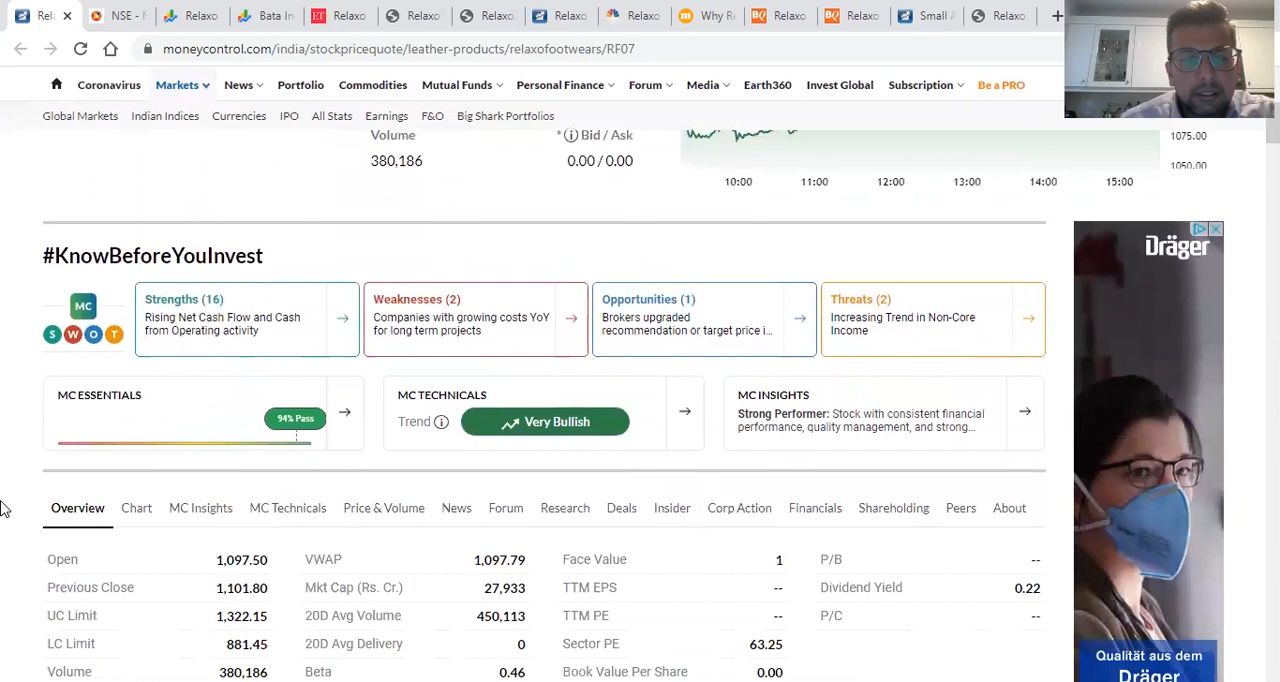 Rela
NSE - N
Relaxo
Bata In
Relaxo
Relaxo
Relaxo
Relaxo
Relaxo
Why Re
Relaxo
Relaxo
Small A
Relaxo
moneycontrol.com/india/stockpricequote/leather-products/relaxofootwears/RF07
Coronavirus Markets News Portfolio Commodities Mutual Funds Personal Finance Forum Media Earth360 Invest Global Subscription Be a PRO
Global Markets Indian Indices Currencies IPO All Stats Earnings F&O Big Shark Portfolios
Volume * Bid / Ask
380,186 0.00 / 0.00
1075.00
1050.00
10:00 11:00 12:00 13:00 14:00 15:00
#KnowBeforeYouInvest
MC
S W O T
Strengths (16)
Rising Net Cash Flow and Cash
from Operating activity
Weaknesses (2)
Companies with growing costs YoY
for long term projects
Opportunities (1)
Brokers upgraded
recommendation or target price i...
Threats (2)
Increasing Trend in Non-Core
Income
MC ESSENTIALS
94% Pass
MC TECHNICALS
Trend Very Bullish
MC INSIGHTS
Strong Performer: Stock with consistent financial
performance, quality management, and strong...
Overview Chart MC Insights MC Technicals Price & Volume News Forum Research Deals Insider Corp Action Financials Shareholding Peers About
Open 1,097.50 VWAP 1,097.79 Face Value 1 P/B --
Previous Close 1,101.80 Mkt Cap (Rs. Cr.) 27,933 TTM EPS -- Dividend Yield 0.22
UC Limit 1,322.15 20D Avg Volume 450,113 TTM PE -- P/C --
LC Limit 881.45 20D Avg Delivery 0 Sector PE 63.25
Volume 380,186 Beta 0.46 Book Value Per Share 0.00
Dräger
Qualität aus dem
Dräger